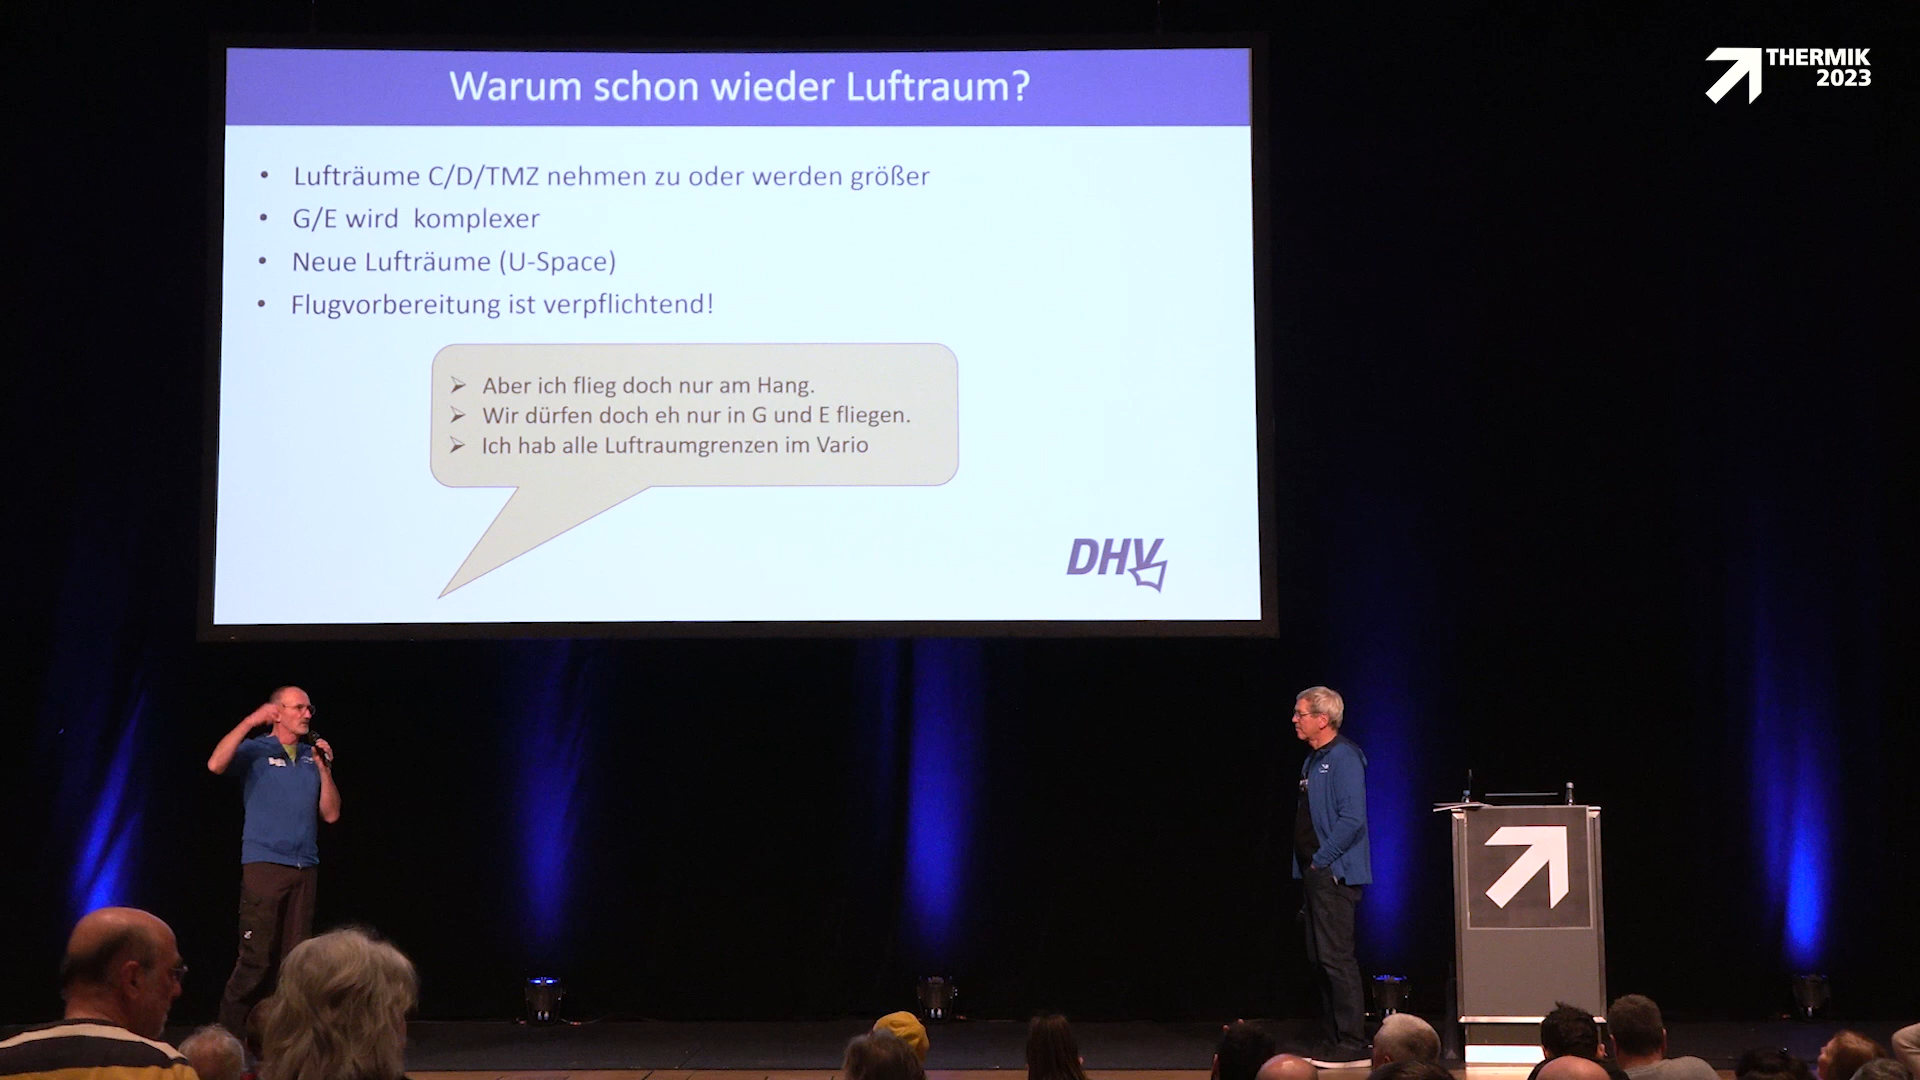 THERMIK
2023
Warum schon wieder Luftraum?
• Lufträume C/D/TMZ nehmen zu oder werden größer
• G/E wird komplexer
• Neue Lufträume (U-Space)
• Flugvorbereitung ist verpflichtend!
➢ Aber ich flieg doch nur am Hang.
➢ Wir dürfen doch eh nur in G und E fliegen.
➢ Ich hab alle Luftraumgrenzen im Vario
DHV